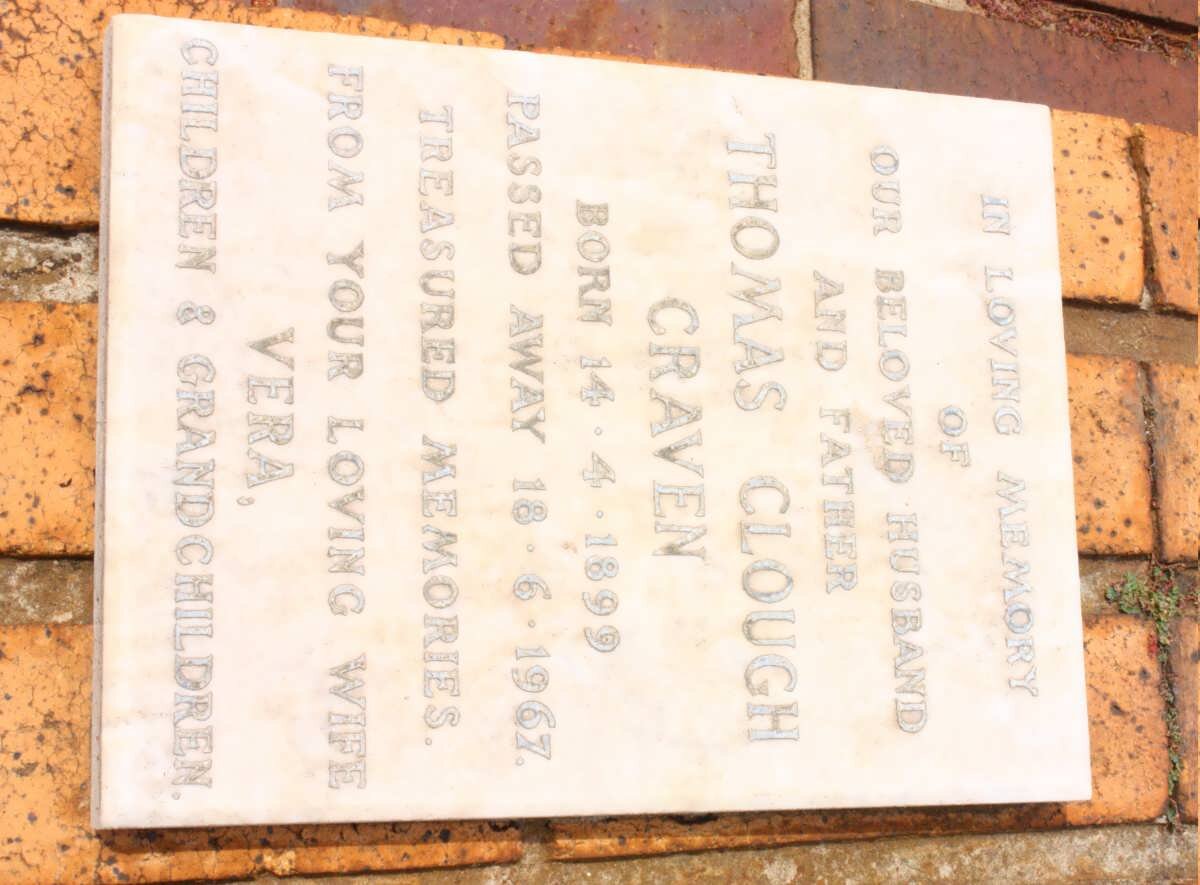 IN LOVING MEMORY
OF
OUR BELOVED HUSBAND
AND FATHER
THOMAS CLOUGH
CRAVEN
BORN 14.4.1899
PASSED AWAY 18.6.1967.
TREASURED MEMORIES.
FROM YOUR LOVING WIFE
VERA,
CHILDREN & GRANDCHILDREN.